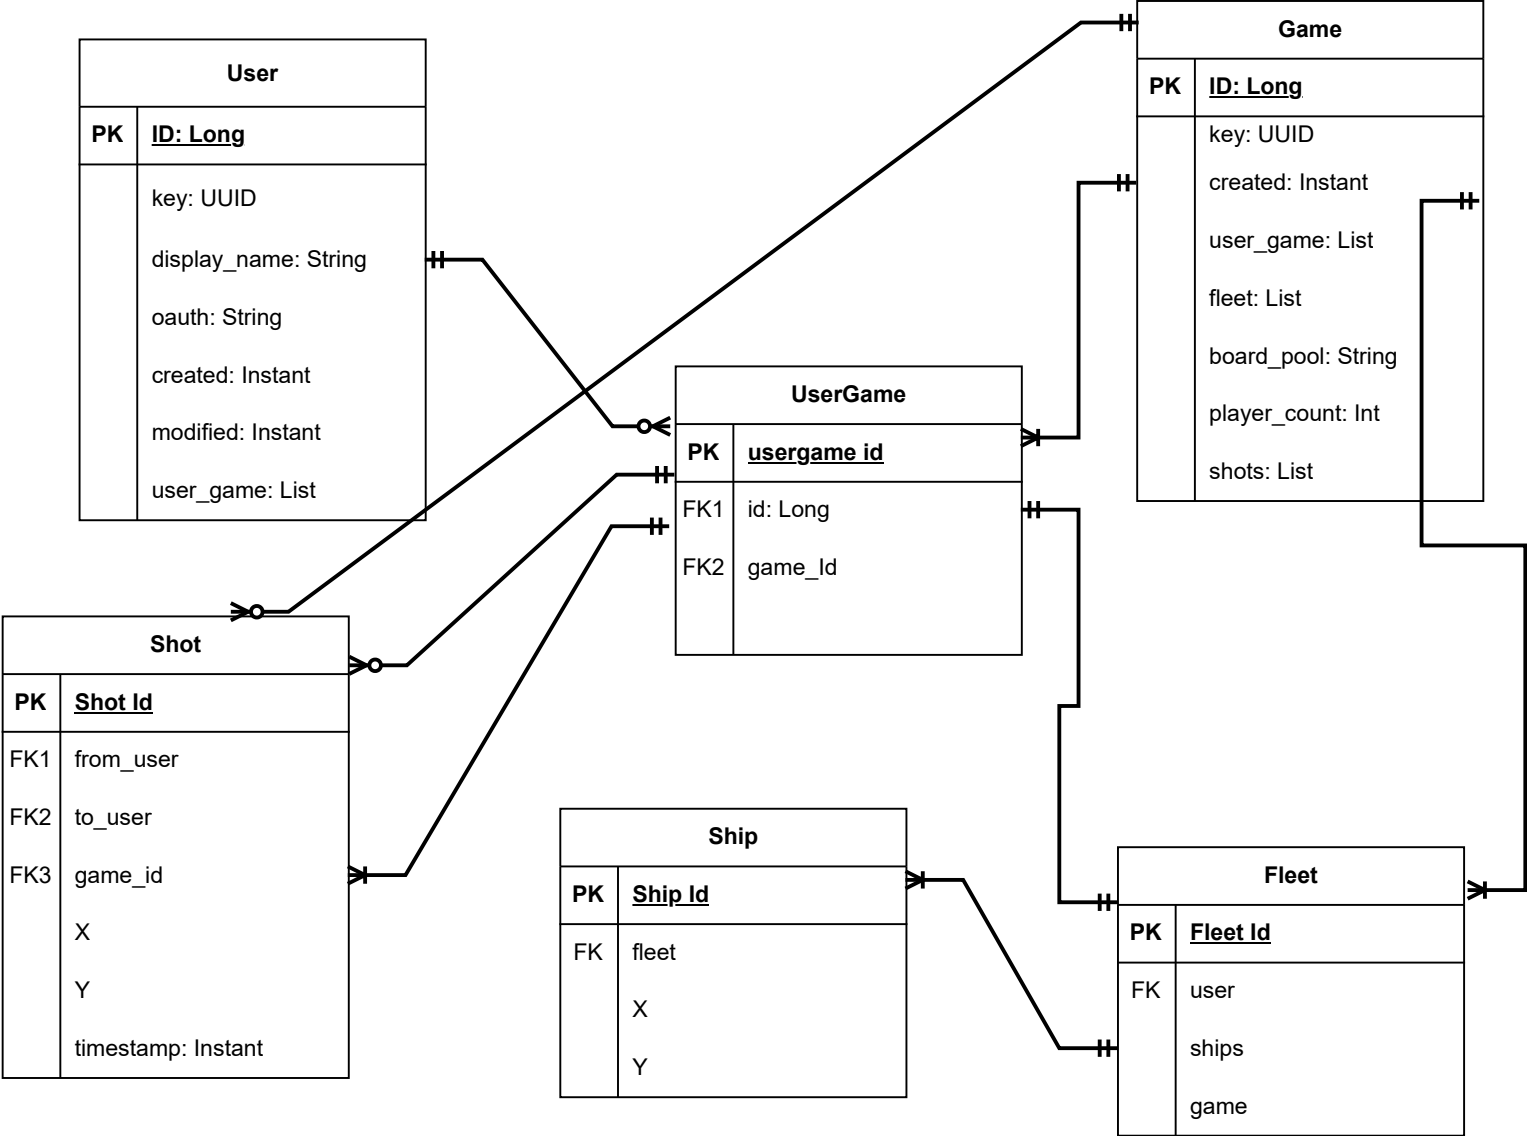 User
PK ID: Long
key: UUID
display_name: String
oauth: String
created: Instant
modified: Instant
user_game: List
Game
PK ID: Long
key: UUID
created: Instant
user_game: List
fleet: List
board_pool: String
player_count: Int
shots: List
UserGame
PK usergame id
FK1 id: Long
FK2 game_Id
Shot
PK Shot Id
FK1 from_user
FK2 to_user
FK3 game_id
X
Y
timestamp: Instant
Ship
PK Ship Id
FK fleet
X
Y
Fleet
PK Fleet Id
FK user
ships
game